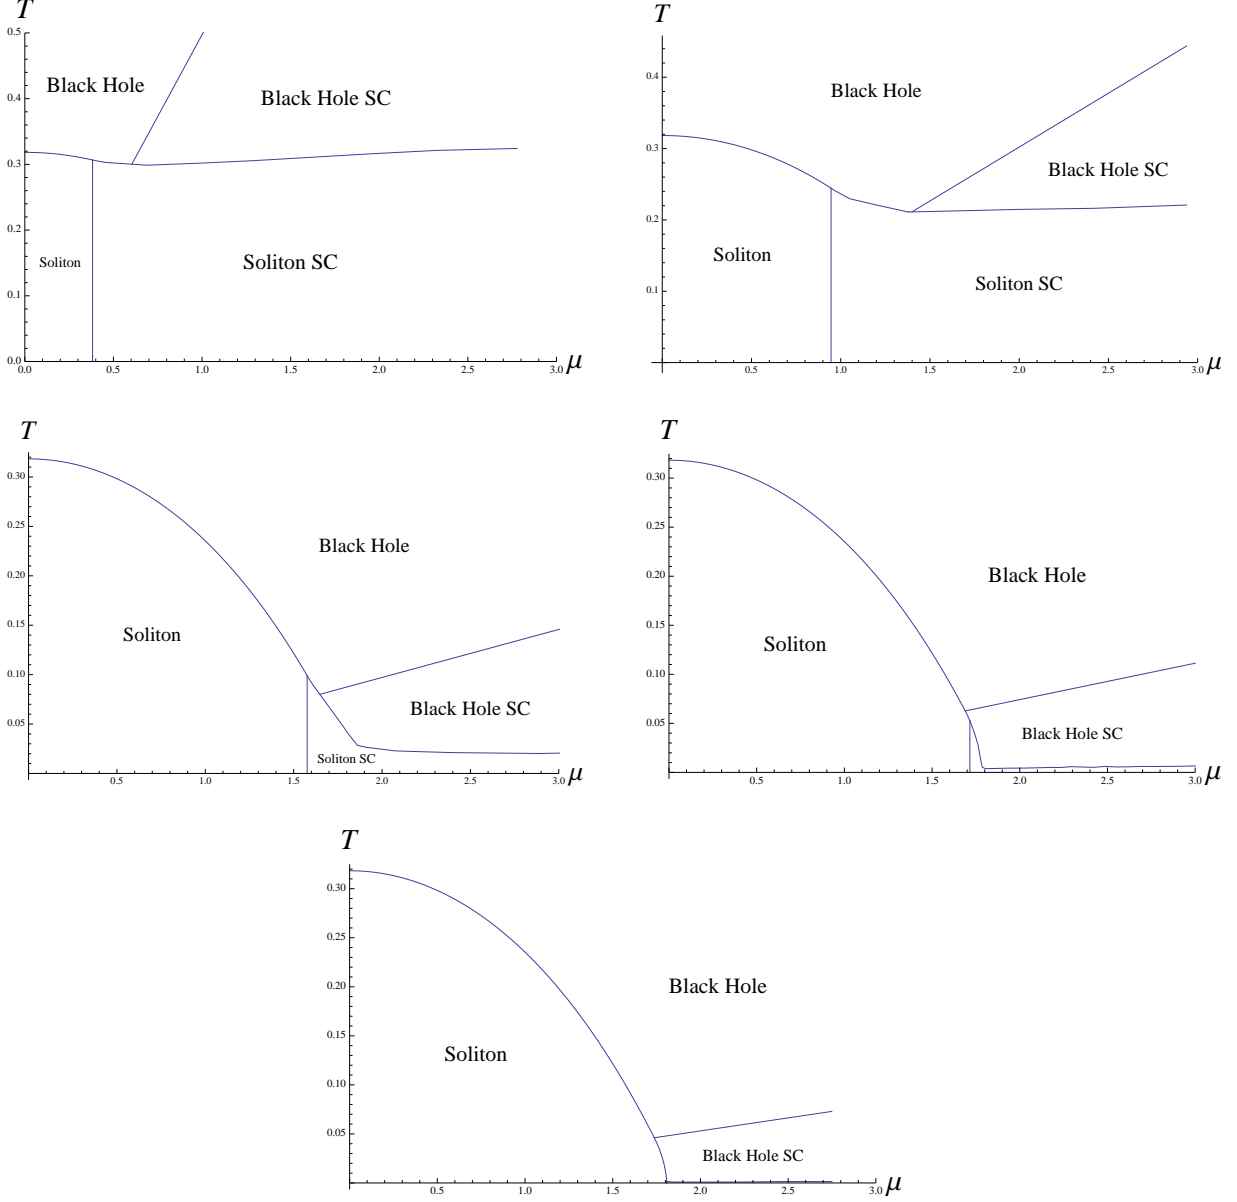 T
0.5
Black Hole
0.4
Black Hole SC
0.3
0.2
Soliton
Soliton SC
0.1
0.0
0.0 0.5 1.0 1.5 2.0 2.5 3.0 μ
T
0.4
Black Hole
0.3
Black Hole SC
0.2
Soliton
Soliton SC
0.1
0.5 1.0 1.5 2.0 2.5 3.0 μ
T
0.30
0.25
Black Hole
0.20
0.15
Soliton
0.10
Black Hole SC
0.05
Soliton SC
0.5 1.0 1.5 2.0 2.5 3.0 μ
T
0.30
0.25
0.20
Black Hole
0.15
Soliton
0.10
0.05
Black Hole SC
0.5 1.0 1.5 2.0 2.5 3.0 μ
T
0.30
0.25
0.20
Black Hole
0.15
Soliton
0.10
0.05
Black Hole SC
0.5 1.0 1.5 2.0 2.5 3.0 μ